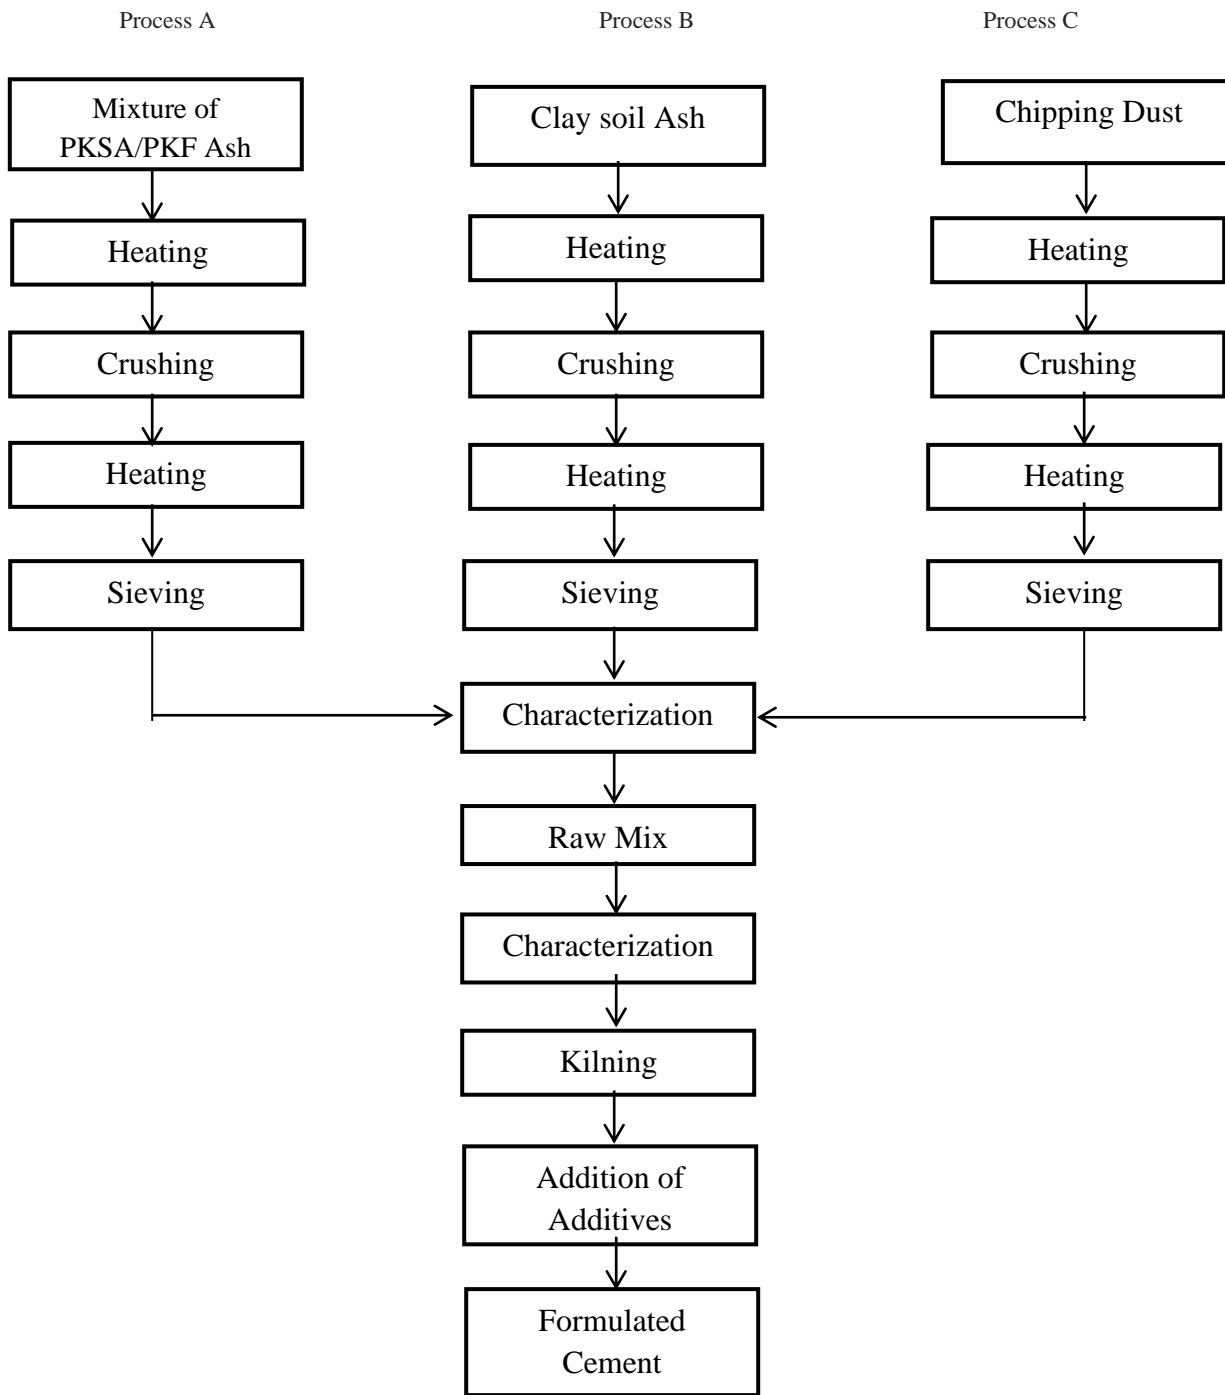 Process A
Process B
Process C
Mixture of
PKSA/PKF Ash
Clay soil Ash
Chipping Dust
Heating
Heating
Heating
Crushing
Crushing
Crushing
Heating
Heating
Heating
Sieving
Sieving
Sieving
Characterization
Raw Mix
Characterization
Kilning
Addition of
Additives
Formulated
Cement